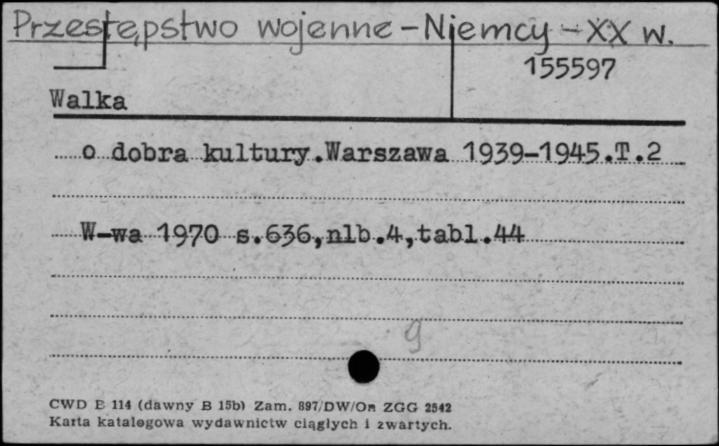 Przestępstwo wojenne – Niemcy – XX w.
155597
Walka
o dobra kultury.Warszawa 1939-1945.T.2
W-wa 1970 s.636,nlb.4,tabl.44
9
CWD E 114 (dawny B 15b) Zam. 897/DW/On ZGG 2542
Karta katalogowa wydawnictw ciągłych i zwartych.